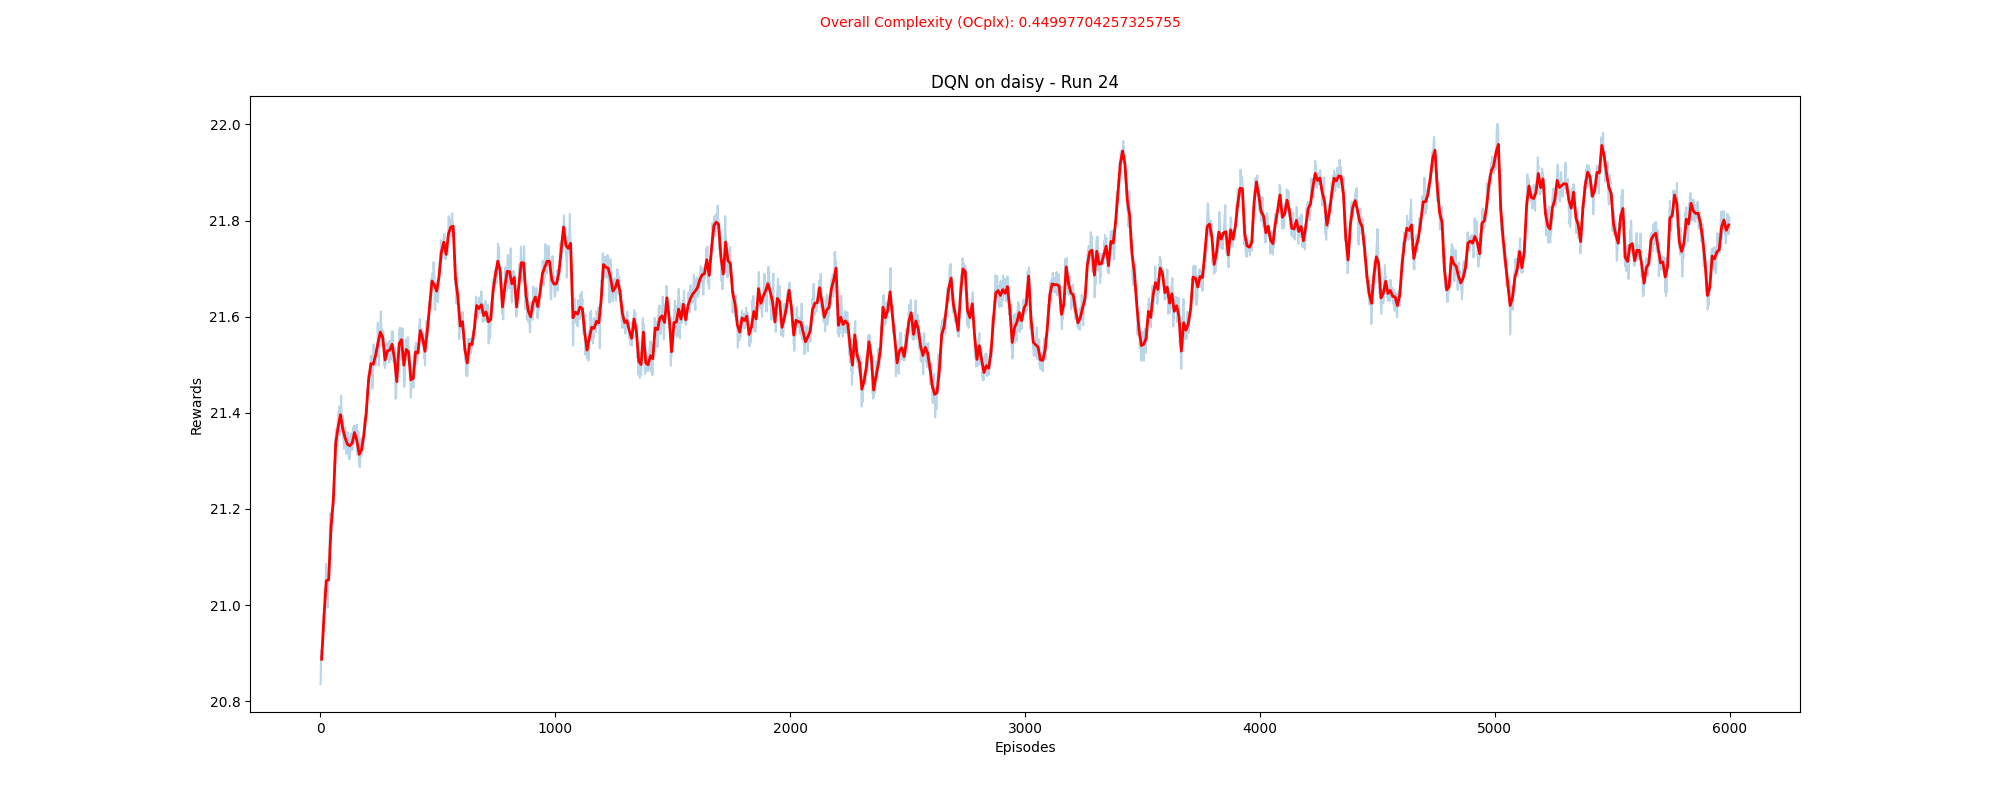 Overall Complexity (OCplx): 0.44997704257325755
DQN on daisy - Run 24
22.0
21.8
21.6
21.4
21.2
21.0
20.8
Rewards
0 1000 2000 3000 4000 5000 6000
Episodes